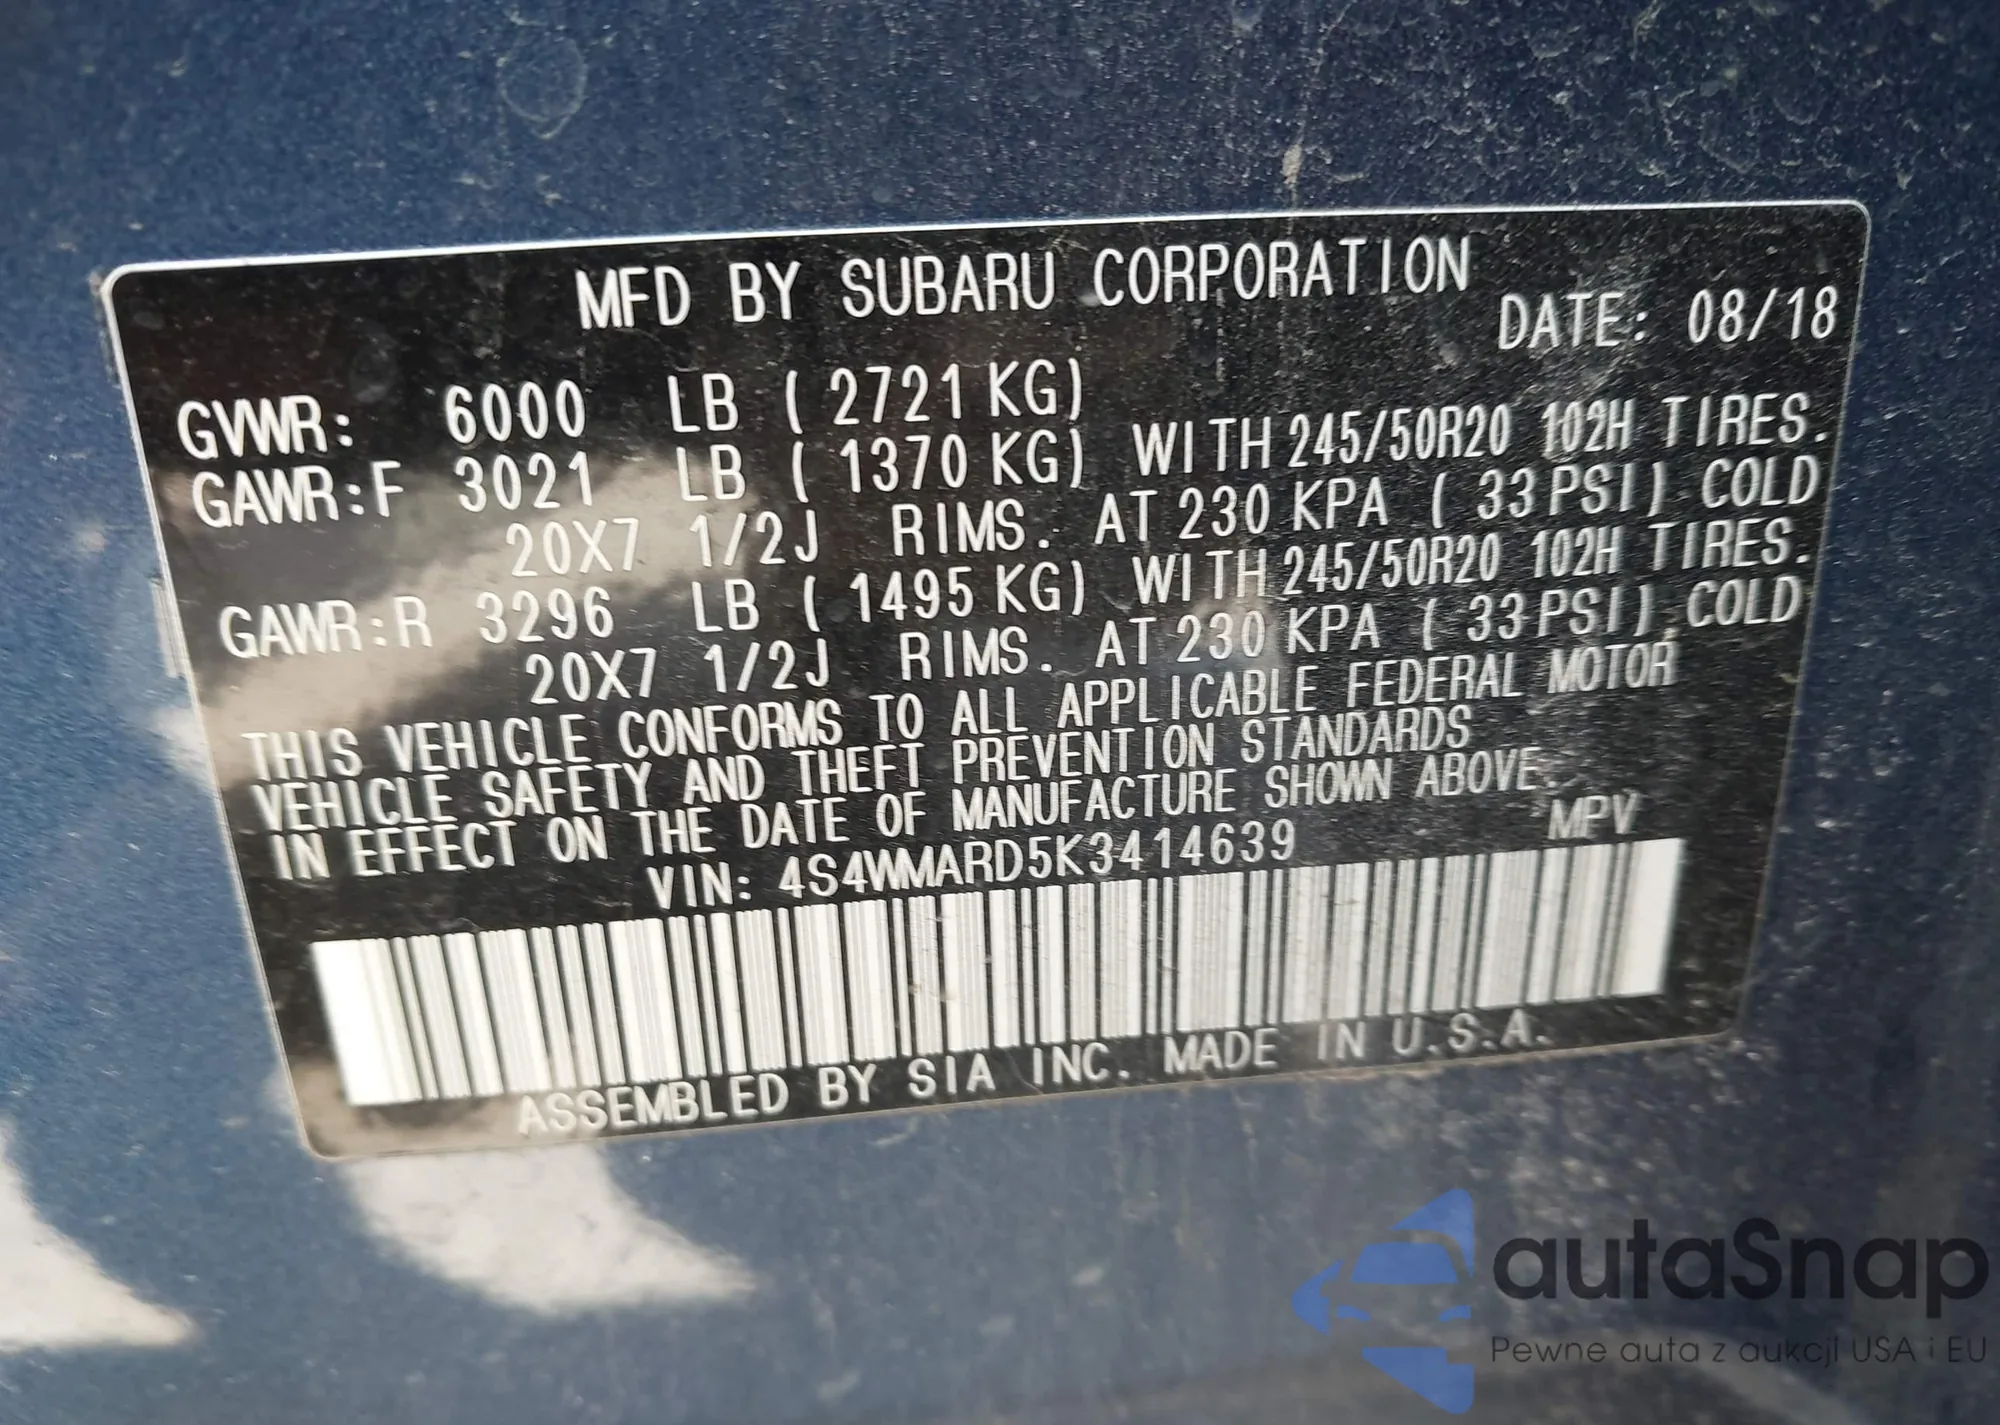 MFD BY SUBARU CORPORATION
DATE: 08/18
GVWR: 6000 LB ( 2721 KG)
GAWR:F 3021 LB ( 1370 KG) WITH 245/50R20 102H TIRES.
20X7 1/2J RIMS. AT 230 KPA ( 33 PSI) COLD
GAWR:R 3296 LB ( 1495 KG) WITH 245/50R20 102H TIRES.
20X7 1/2J RIMS. AT 230 KPA ( 33 PSI) COLD
THIS VEHICLE CONFORMS TO ALL APPLICABLE FEDERAL MOTOR
VEHICLE SAFETY AND THEFT PREVENTION STANDARDS
IN EFFECT ON THE DATE OF MANUFACTURE SHOWN ABOVE.
VIN: 4S4WMARD5K3414639 MPV
ASSEMBLED BY SIA INC. MADE IN U.S.A.
autaSnap
Pewne auta z aukcji USA i EU